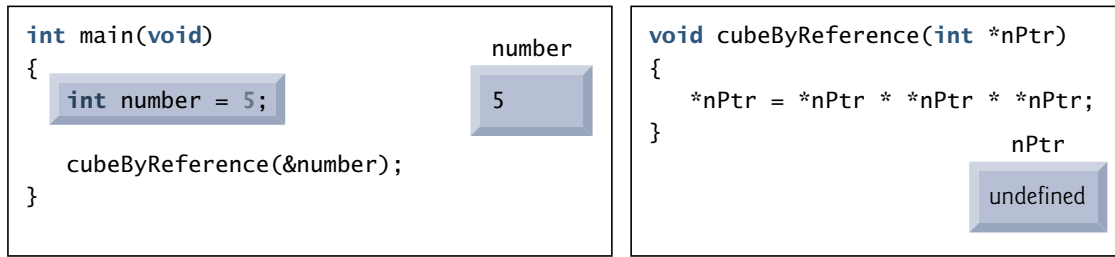 int main(void)
{
int number = 5;
cubeByReference(&number);
}
number
5
void cubeByReference(int *nPtr)
{
*nPtr = *nPtr * *nPtr * *nPtr;
}
nPtr
undefined